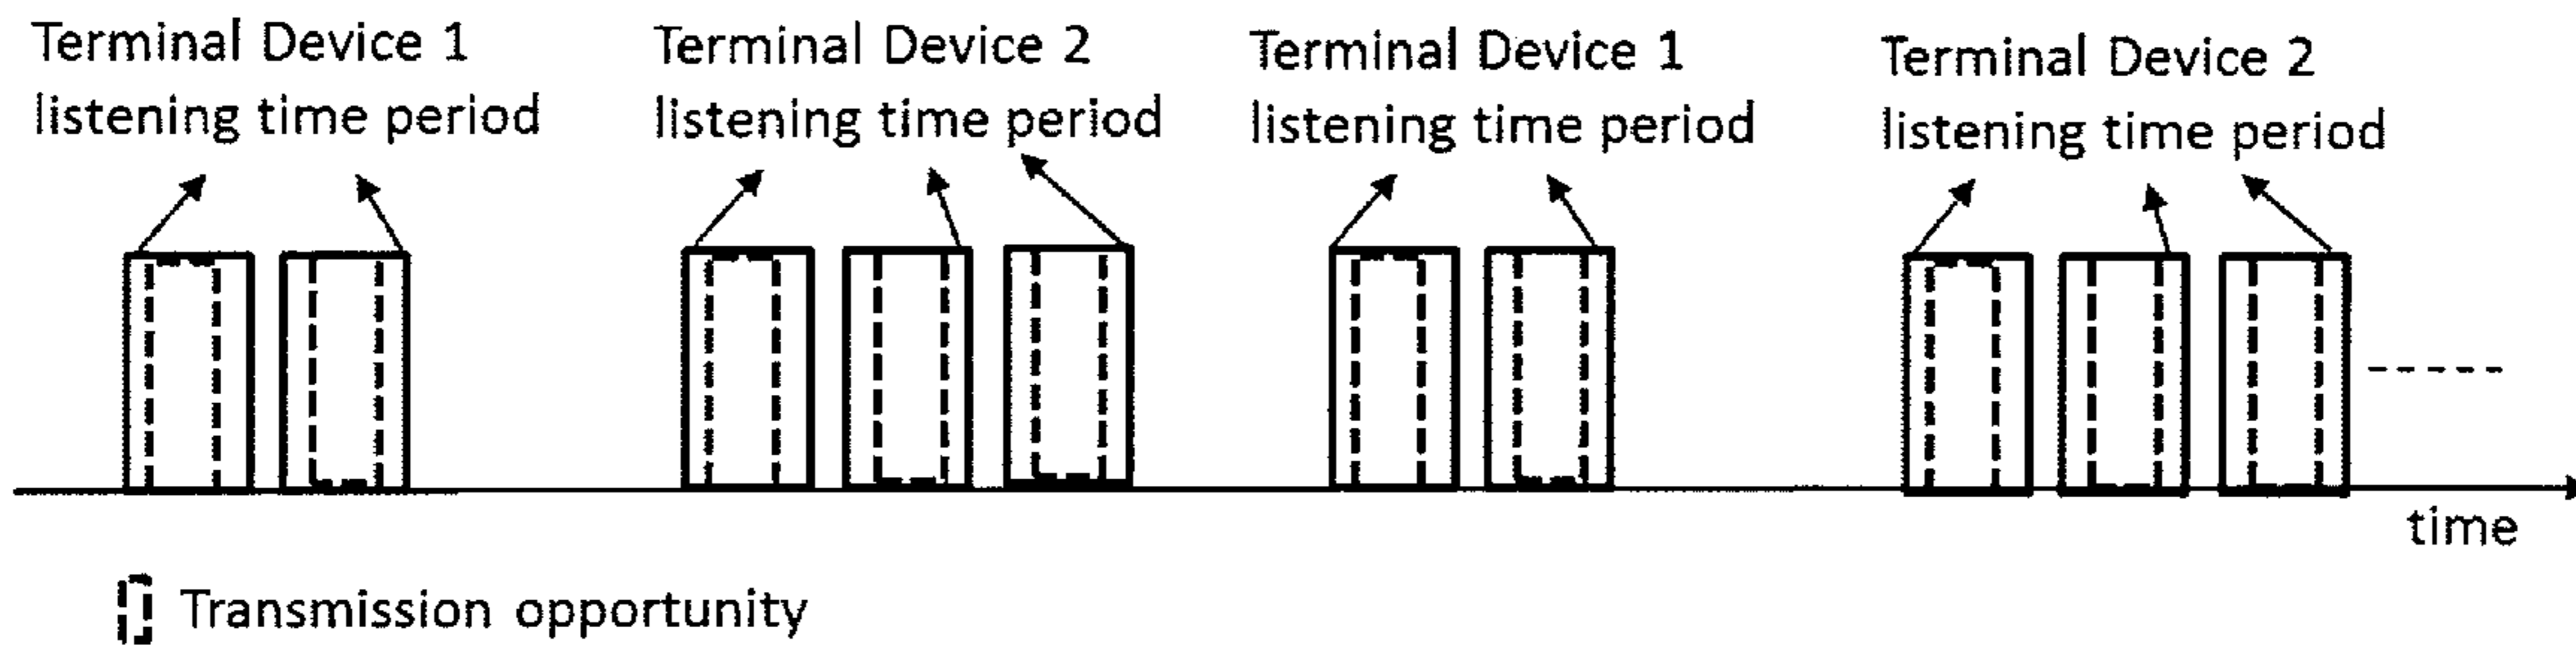 Terminal Device 1
listening time period
Terminal Device 2
listening time period
Terminal Device 1
listening time period
Terminal Device 2
listening time period
time
Transmission opportunity